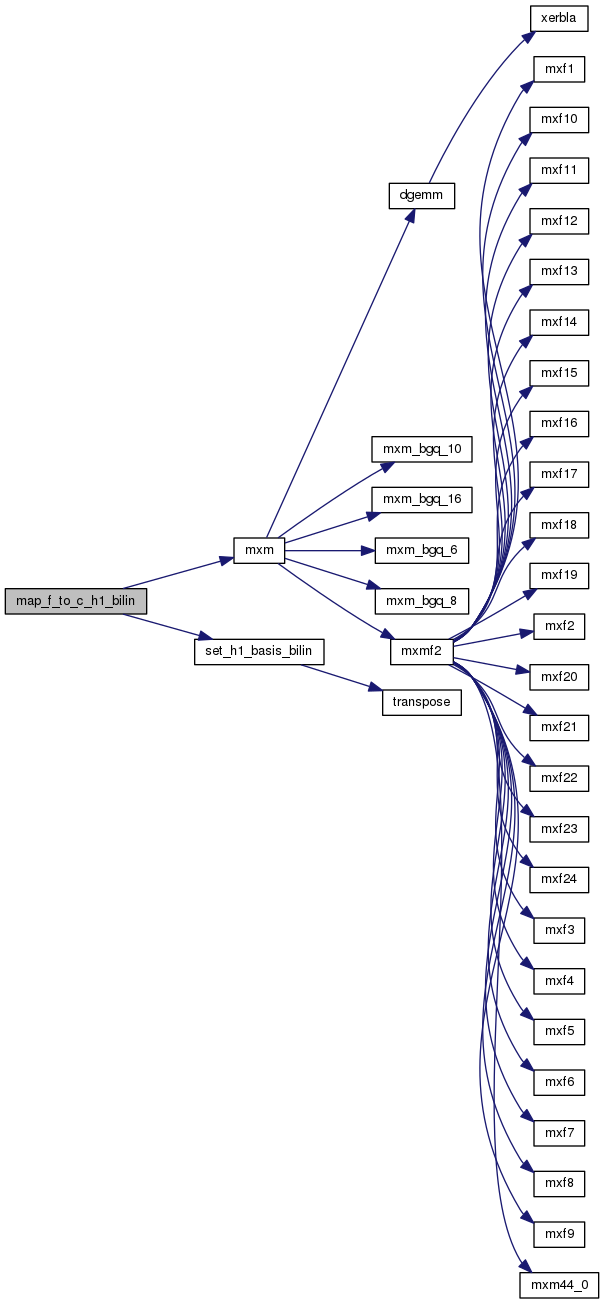 xerbla
mxf1
mxf10
mxf11
dgemm
mxf12
mxf13
mxf14
mxf15
mxf16
mxm_bgq_10
mxf17
mxm_bgq_16
mxf18
mxm
mxm_bgq_6
mxf19
map_f_to_c_h1_bilin
mxm_bgq_8
mxf2
set_h1_basis_bilin
mxmf2
mxf20
transpose
mxf21
mxf22
mxf23
mxf24
mxf3
mxf4
mxf5
mxf6
mxf7
mxf8
mxf9
mxm44_0